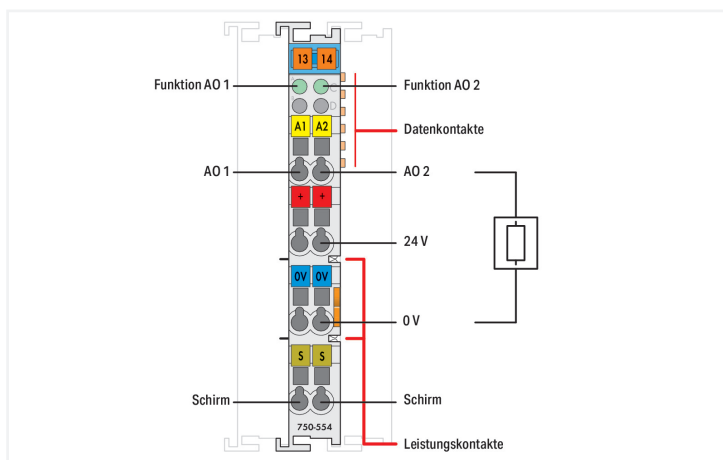 13 14
Funktion AO 1
Funktion AO 2
C
D
Datenkontakte
A1 A2
AO 1
AO 2
+ +
24 V
0V 0V
0 V
S S
Schirm
Schirm
750-554
Leistungskontakte